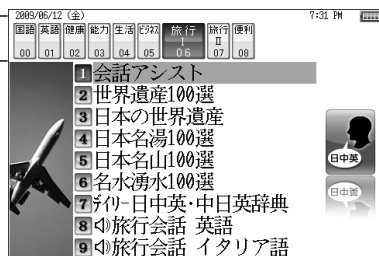 2009/06/12 (金) 7:31 PM
国語 英語 健康 能力 生活 ビジネス 旅行 旅行 便利
I II
00 01 02 03 04 05 06 07 08
1 会話アシスト
2 世界遺産100選
3 日本の世界遺産
4 日本名湯100選
5 日本名山100選
6 名水湧水100選
7 デイリー日中英・中日英辞典
8 旅行会話 英語
9 旅行会話 イタリア語
日中英
日中英